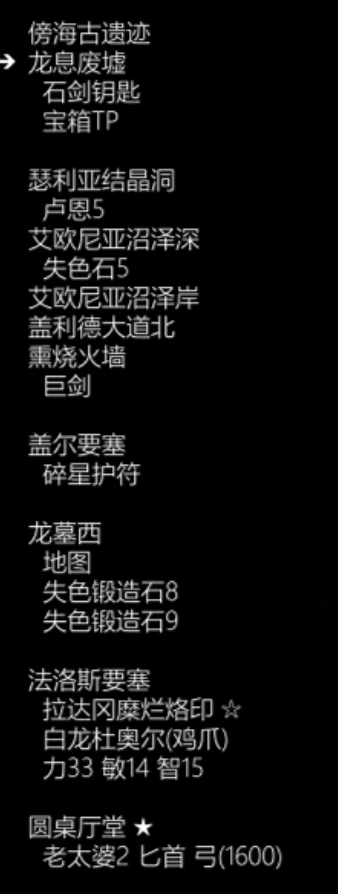 傍海古遗迹
→ 龙息废墟
石剑钥匙
宝箱TP
瑟利亚结晶洞
卢恩5
艾欧尼亚沼泽深
失色石5
艾欧尼亚沼泽岸
盖利德大道北
熏烧火墙
巨剑
盖尔要塞
碎星护符
龙墓西
地图
失色锻造石8
失色锻造石9
法洛斯要塞
拉达冈糜烂烙印 ☆
白龙杜奥尔(鸡爪)
力33 敏14 智15
圆桌厅堂 ★
老太婆2 匕首 弓(1600)